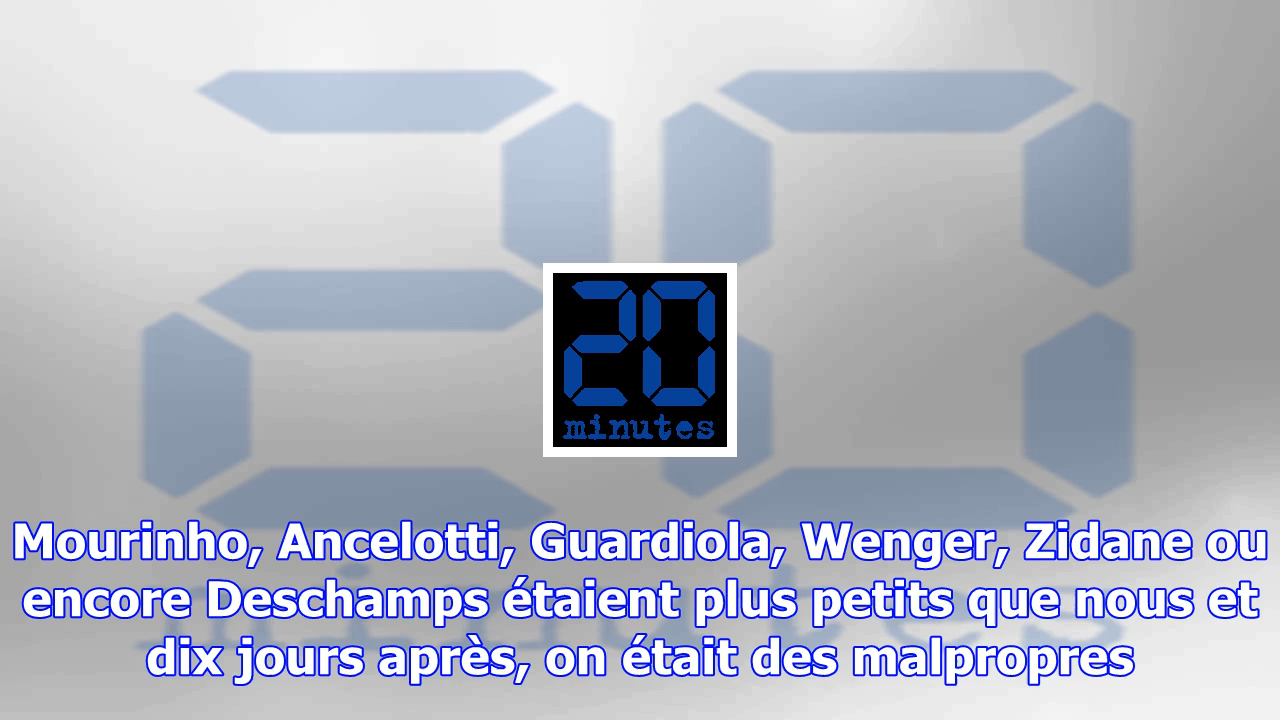 20
minutes
Mourinho, Ancelotti, Guardiola, Wenger, Zidane ou
encore Deschamps étaient plus petits que nous et
dix jours après, on était des malpropres